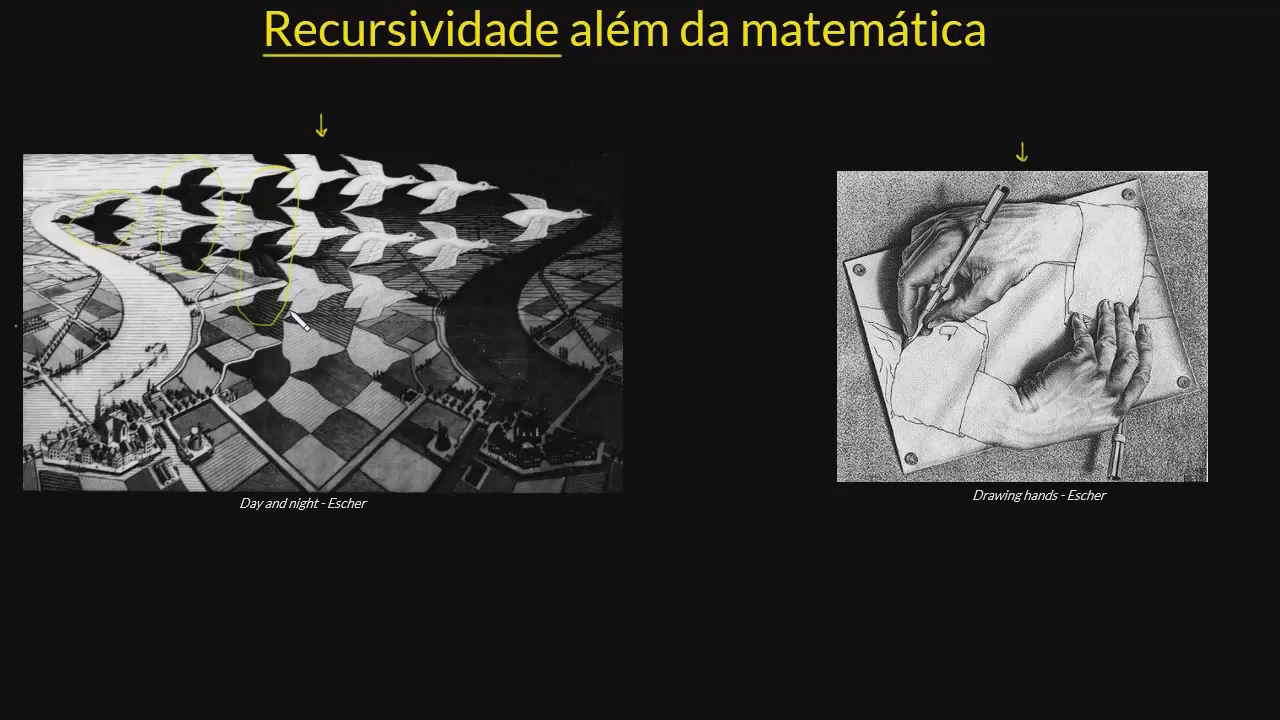 Recursividade além da matemática
Day and night - Escher
Drawing hands - Escher